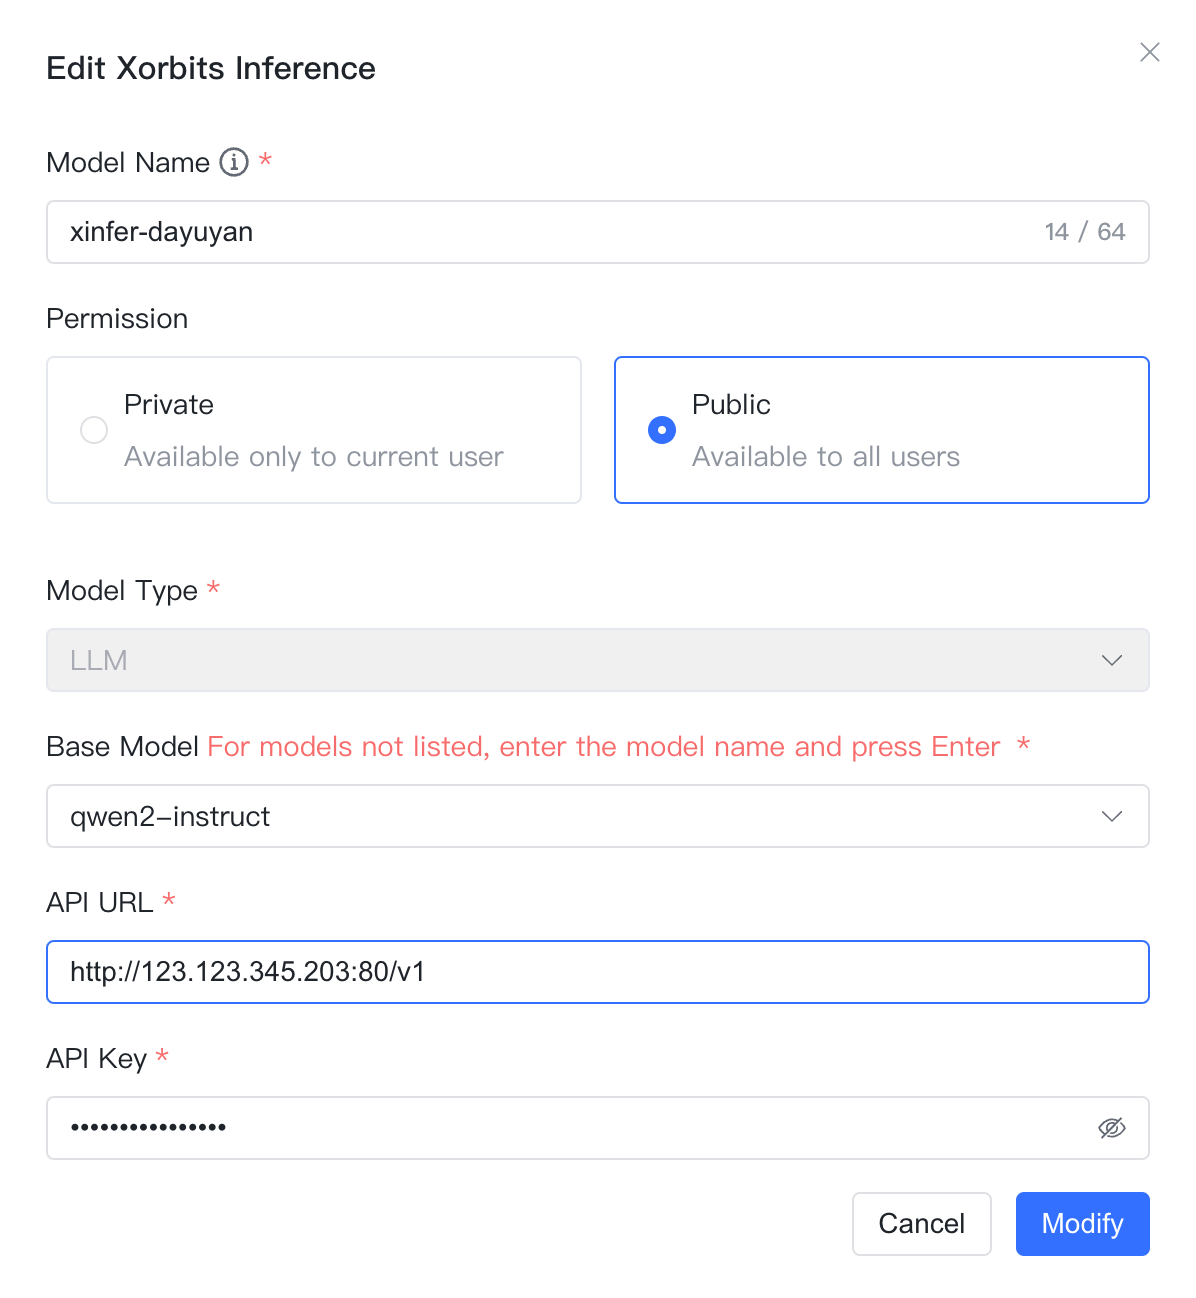 Edit Xorbits Inference
Model Name *
xinfer-dayuyan 14 / 64
Permission
Private
Available only to current user
Public
Available to all users
Model Type *
LLM
Base Model For models not listed, enter the model name and press Enter *
qwen2-instruct
API URL *
http://123.123.345.203:80/v1
API Key *
••••••••••••••••
Cancel Modify